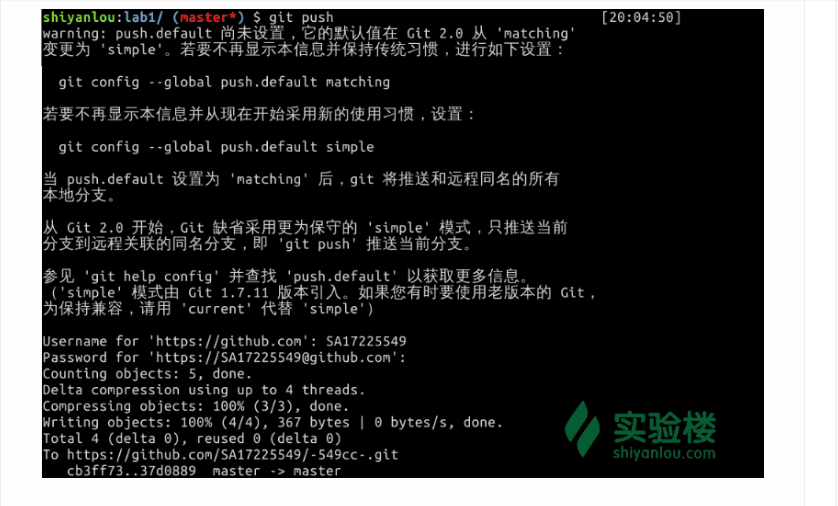 shiyanlou:lab1/ (master*) $ git push [20:04:50]
warning: push.default 尚未设置，它的默认值在 Git 2.0 从 'matching'
变更为 'simple'。若要不再显示本信息并保持传统习惯，进行如下设置：
git config --global push.default matching
若要不再显示本信息并从现在开始采用新的使用习惯，设置：
git config --global push.default simple
当 push.default 设置为 'matching' 后，git 将推送和远程同名的所有
本地分支。
从 Git 2.0 开始，Git 缺省采用更为保守的 'simple' 模式，只推送当前
分支到远程关联的同名分支，即 'git push' 推送当前分支。
参见 'git help config' 并查找 'push.default' 以获取更多信息。
（'simple' 模式由 Git 1.7.11 版本引入。如果您有时要使用老版本的 Git，
为保持兼容，请用 'current' 代替 'simple'）
Username for 'https://github.com': SA17225549
Password for 'https://SA17225549@github.com':
Counting objects: 5, done.
Delta compression using up to 4 threads.
Compressing objects: 100% (3/3), done.
Writing objects: 100% (4/4), 367 bytes | 0 bytes/s, done.
Total 4 (delta 0), reused 0 (delta 0)
To https://github.com/SA17225549/-549cc-.git
cb3ff73..37d0889 master -> master
实验楼
shiyanlou.com